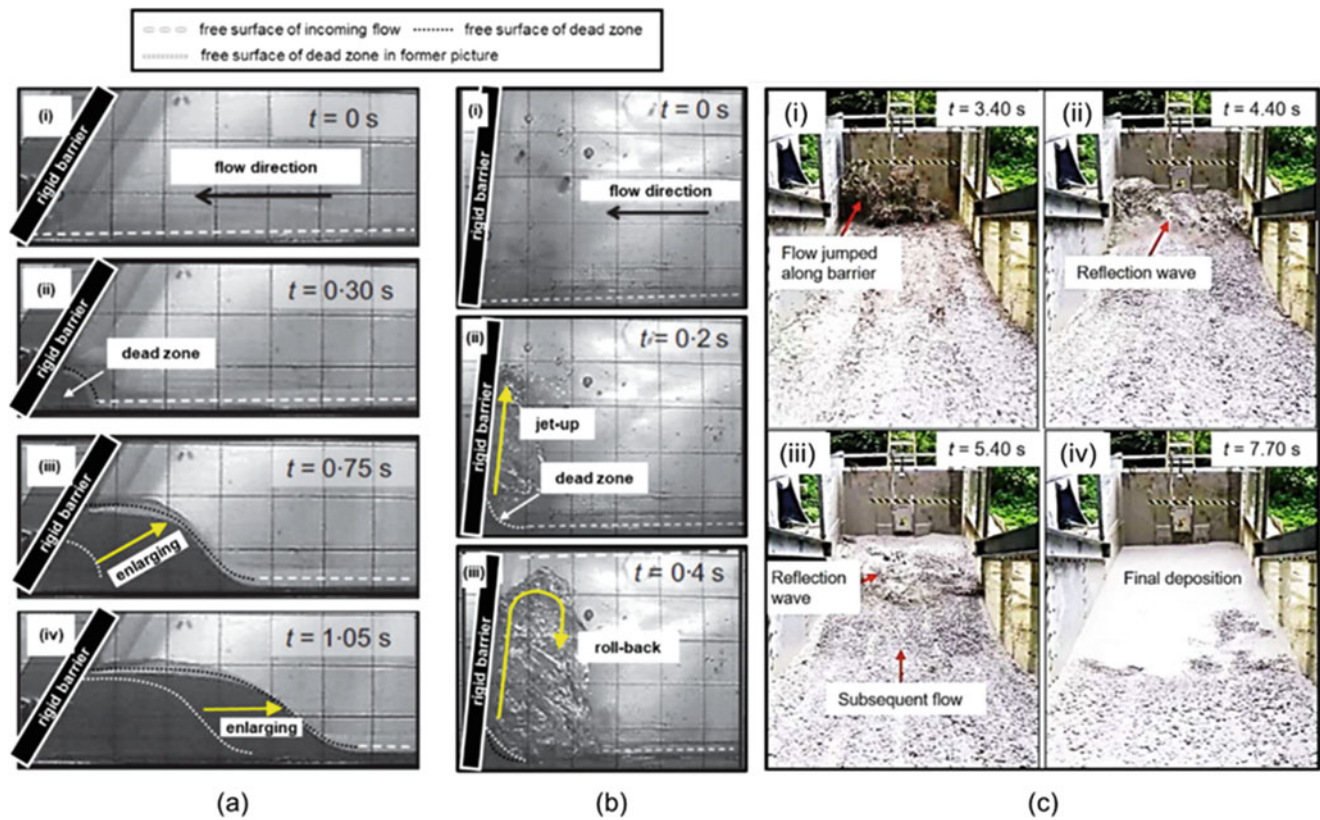 free surface of incoming flow
free surface of dead zone
free surface of dead zone in former picture
(i)
t = 0 s
rigid barrier
flow direction
(ii)
t = 0·30 s
rigid barrier
dead zone
(iii)
t = 0·75 s
rigid barrier
enlarging
(iv)
t = 1·05 s
rigid barrier
enlarging
(a)
(i)
t = 0 s
rigid barrier
flow direction
(ii)
t = 0·2 s
rigid barrier
jet-up
dead zone
(iii)
t = 0·4 s
rigid barrier
roll-back
(b)
(i)
t = 3.40 s
Flow jumped
along barrier
(ii)
t = 4.40 s
Reflection wave
(iii)
t = 5.40 s
Reflection
wave
Subsequent flow
(iv)
t = 7.70 s
Final deposition
(c)